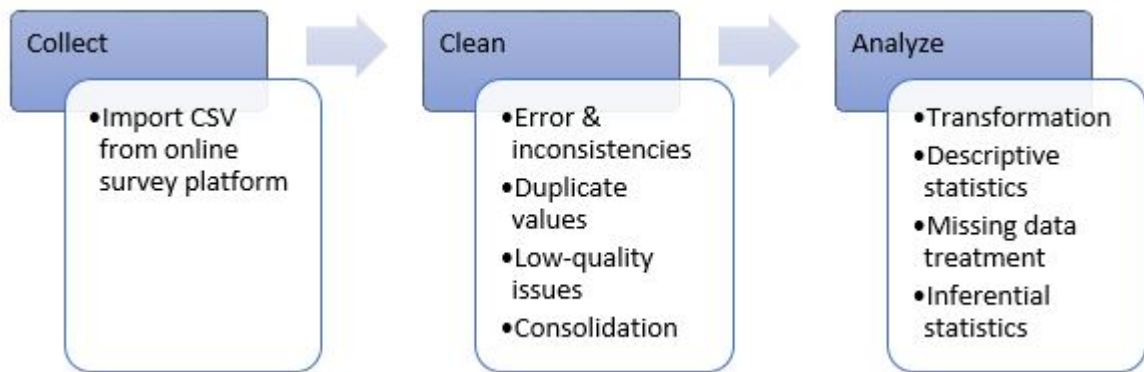 Collect
•Import CSV
from online
survey platform
Clean
•Error &
inconsistencies
•Duplicate
values
•Low-quality
issues
•Consolidation
Analyze
•Transformation
•Descriptive
statistics
•Missing data
treatment
•Inferential
statistics